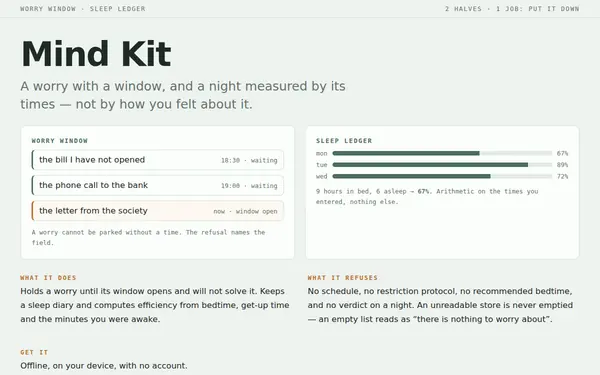 WORRY WINDOW · SLEEP LEDGER
2 HALVES · 1 JOB: PUT IT DOWN
Mind Kit
A worry with a window, and a night measured by its
times — not by how you felt about it.
WORRY WINDOW
the bill I have not opened
18:30 · waiting
the phone call to the bank
19:00 · waiting
the letter from the society
now · window open
A worry cannot be parked without a time. The refusal names the
field.
SLEEP LEDGER
mon 67%
tue 89%
wed 72%
9 hours in bed, 6 asleep — 67%. Arithmetic on the times you
entered, nothing else.
WHAT IT DOES
Holds a worry until its window opens and will not solve it. Keeps
a sleep diary and computes efficiency from bedtime, get-up time
and the minutes you were awake.
WHAT IT REFUSES
No schedule, no restriction protocol, no recommended bedtime,
and no verdict on a night. An unreadable store is never emptied
— an empty list reads as “there is nothing to worry about”.
GET IT
Offline, on your device, with no account.